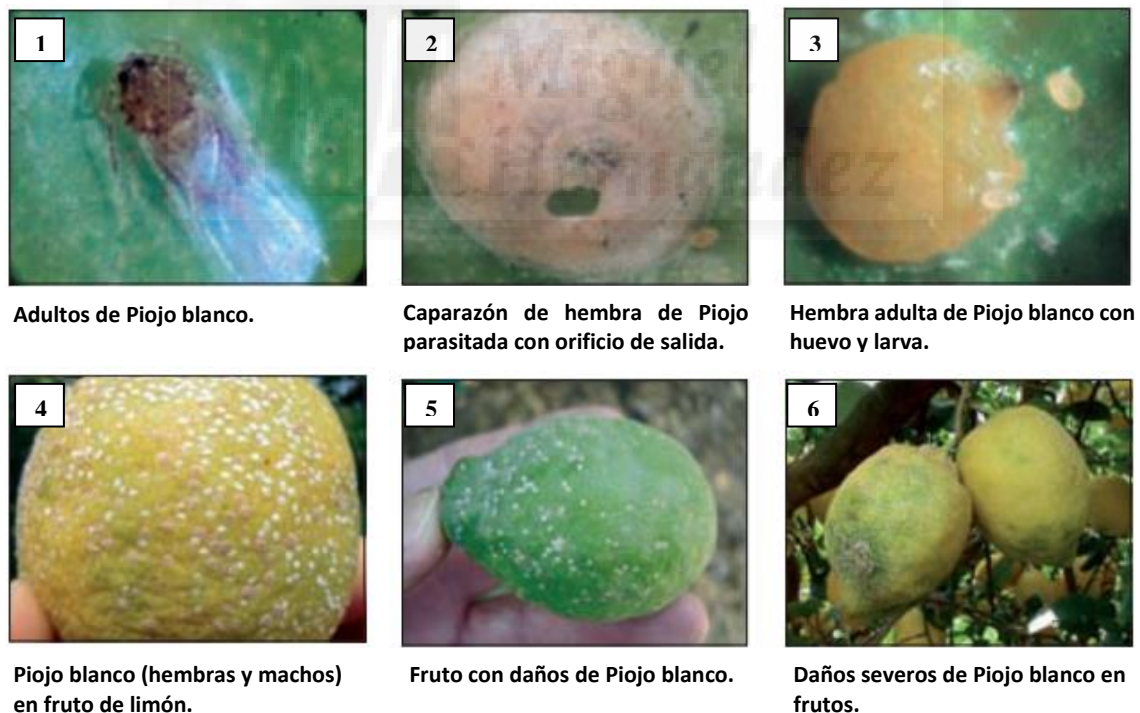 1
2
3
Miguel
Hernández
Adultos de Piojo blanco.
Caparazón de hembra de Piojo
parasitada con orificio de salida.
Hembra adulta de Piojo blanco con
huevo y larva.
4
5
6
Piojo blanco (hembras y machos)
en fruto de limón.
Fruto con daños de Piojo blanco.
Daños severos de Piojo blanco en
frutos.